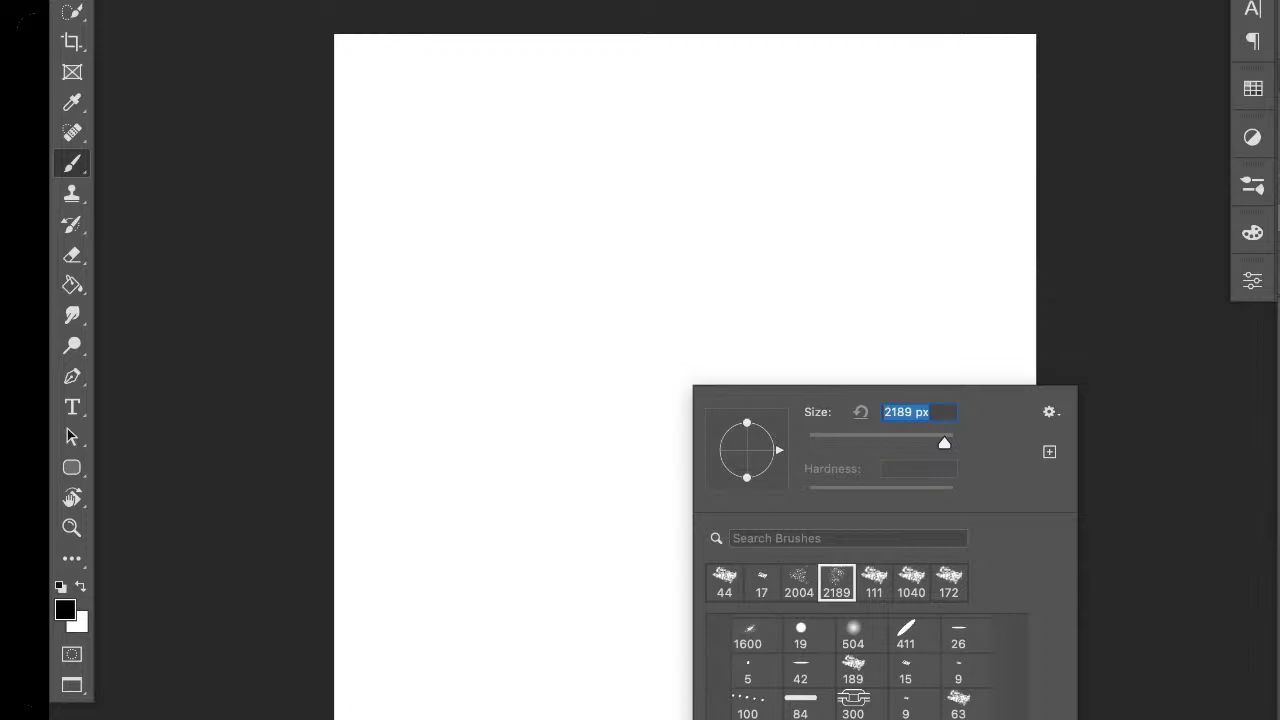 A|
Size: 2189 px
Hardness:
Search Brushes
44 17 2004 2189 111 1040 172
1600 19 504 411 26
5 42 189 15 9
100 84 300 9 63
T